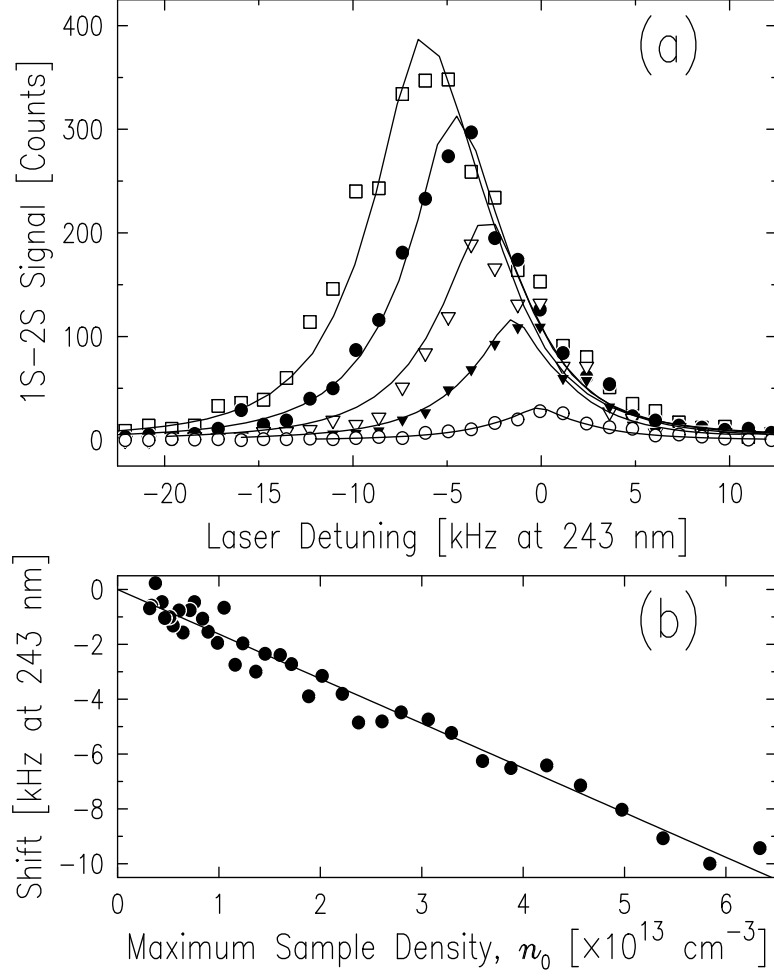 (a)
400
300
200
100
0
1S−2S Signal [Counts]
−20 −15 −10 −5 0 5 10
Laser Detuning [kHz at 243 nm]
(b)
0
−2
−4
−6
−8
−10
Shift [kHz at 243 nm]
0 1 2 3 4 5 6
Maximum Sample Density, n₀ [×10¹³ cm⁻³]